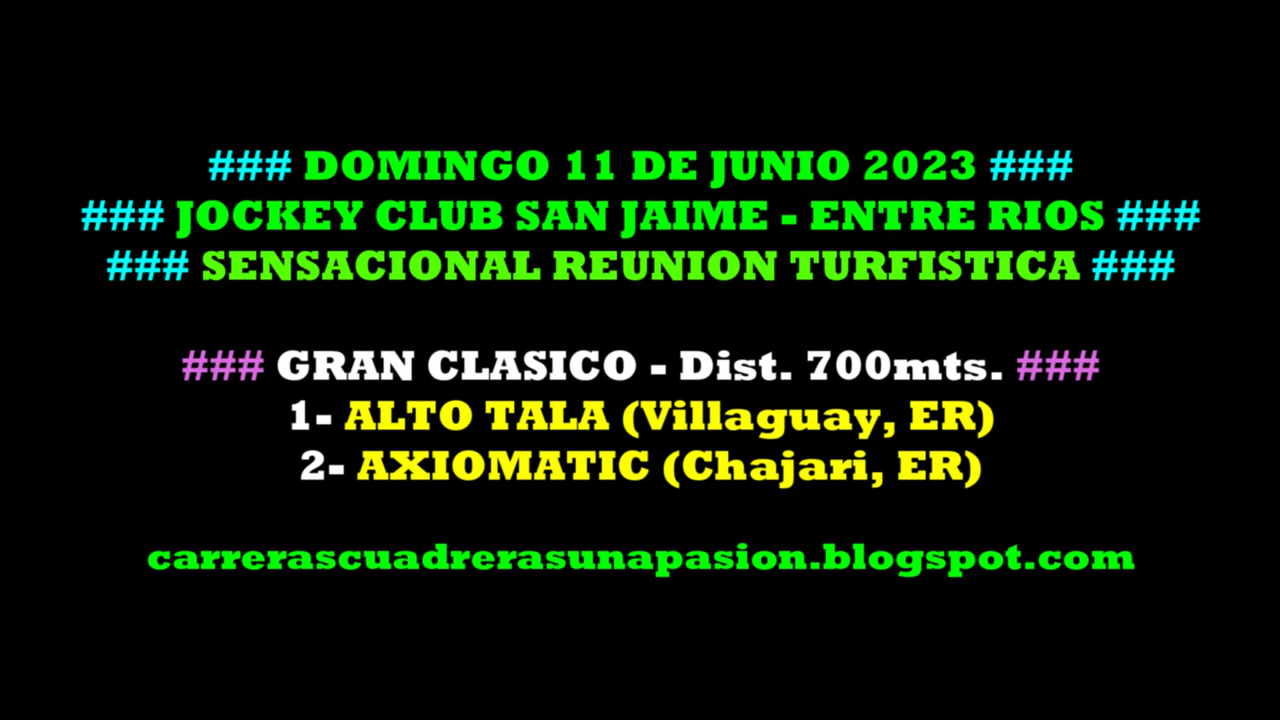 ### DOMINGO 11 DE JUNIO 2023 ###
### JOCKEY CLUB SAN JAIME - ENTRE RIOS ###
### SENSACIONAL REUNION TURFISTICA ###
### GRAN CLASICO - Dist. 700mts. ###
1- ALTO TALA (Villaguay, ER)
2- AXIOMATIC (Chajari, ER)
carrerascuadrerasunapasion.blogspot.com